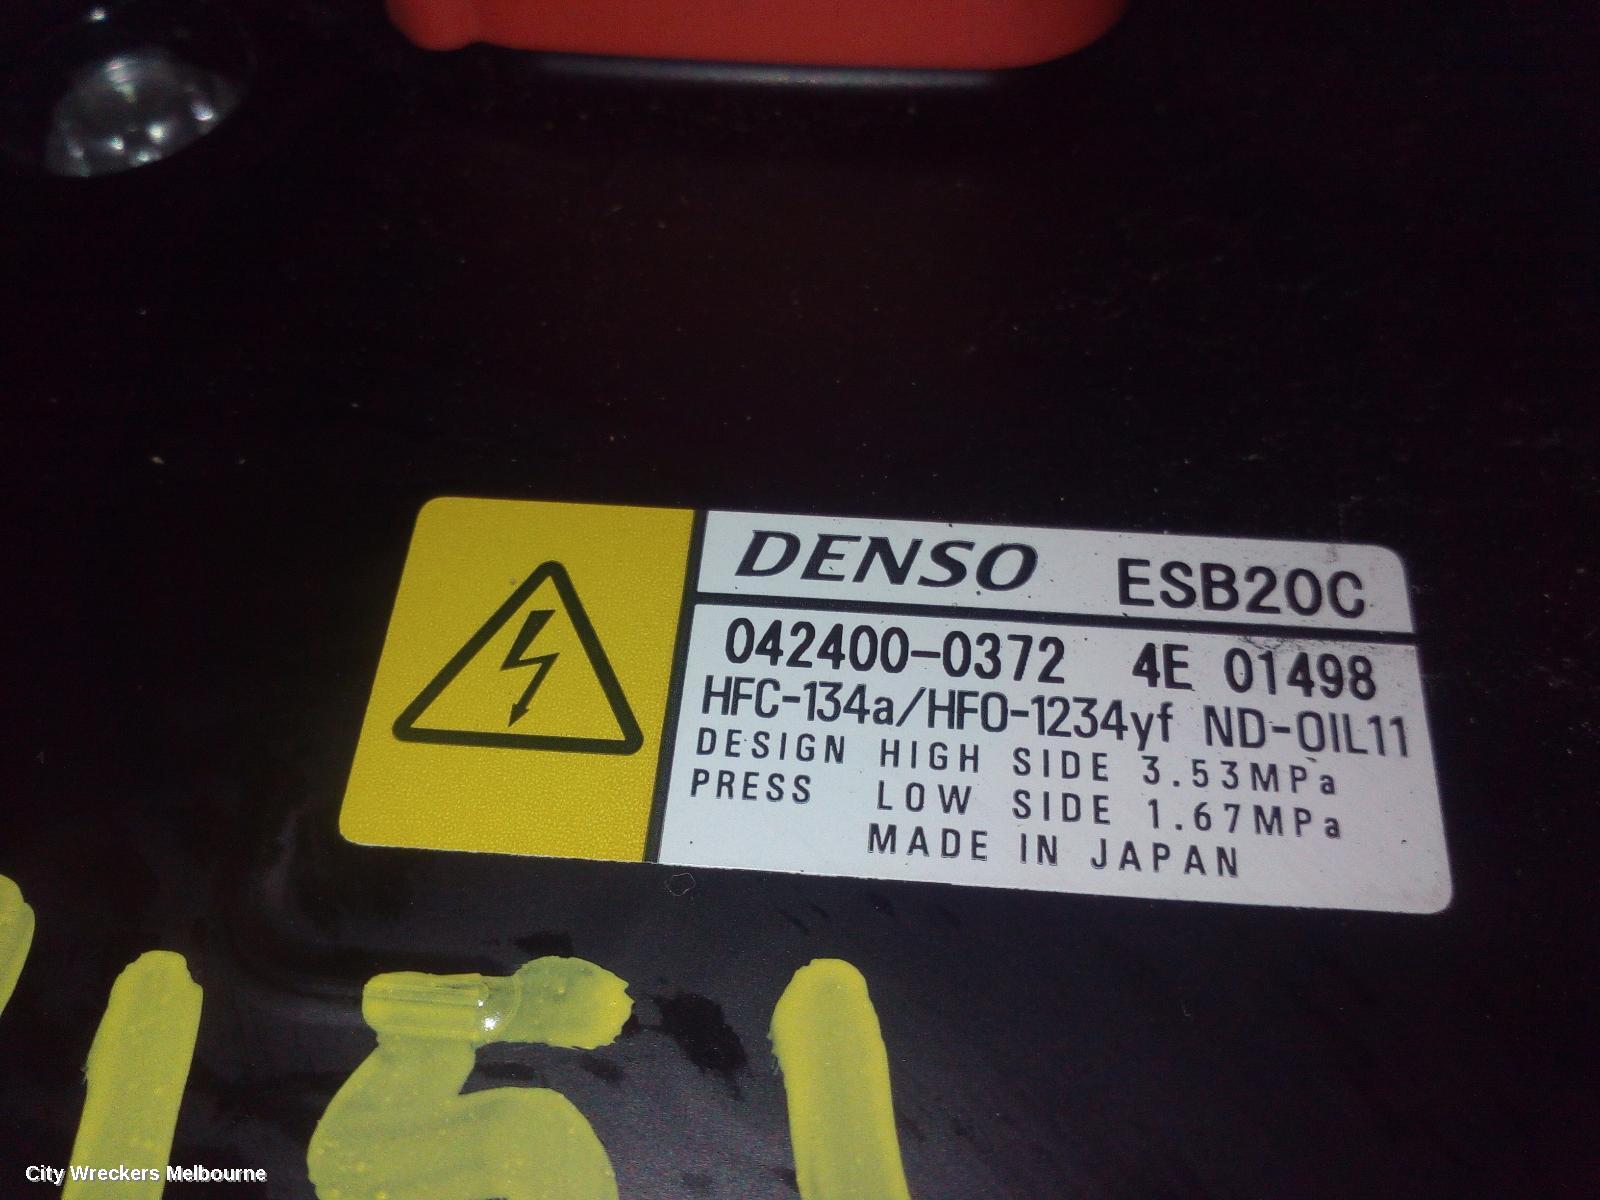 DENSO ESB20C
042400-0372 4E 01498
HFC-134a/HFO-1234yf ND-OIL11
DESIGN HIGH SIDE 3.53MPa
PRESS LOW SIDE 1.67MPa
MADE IN JAPAN
151
City Wreckers Melbourne